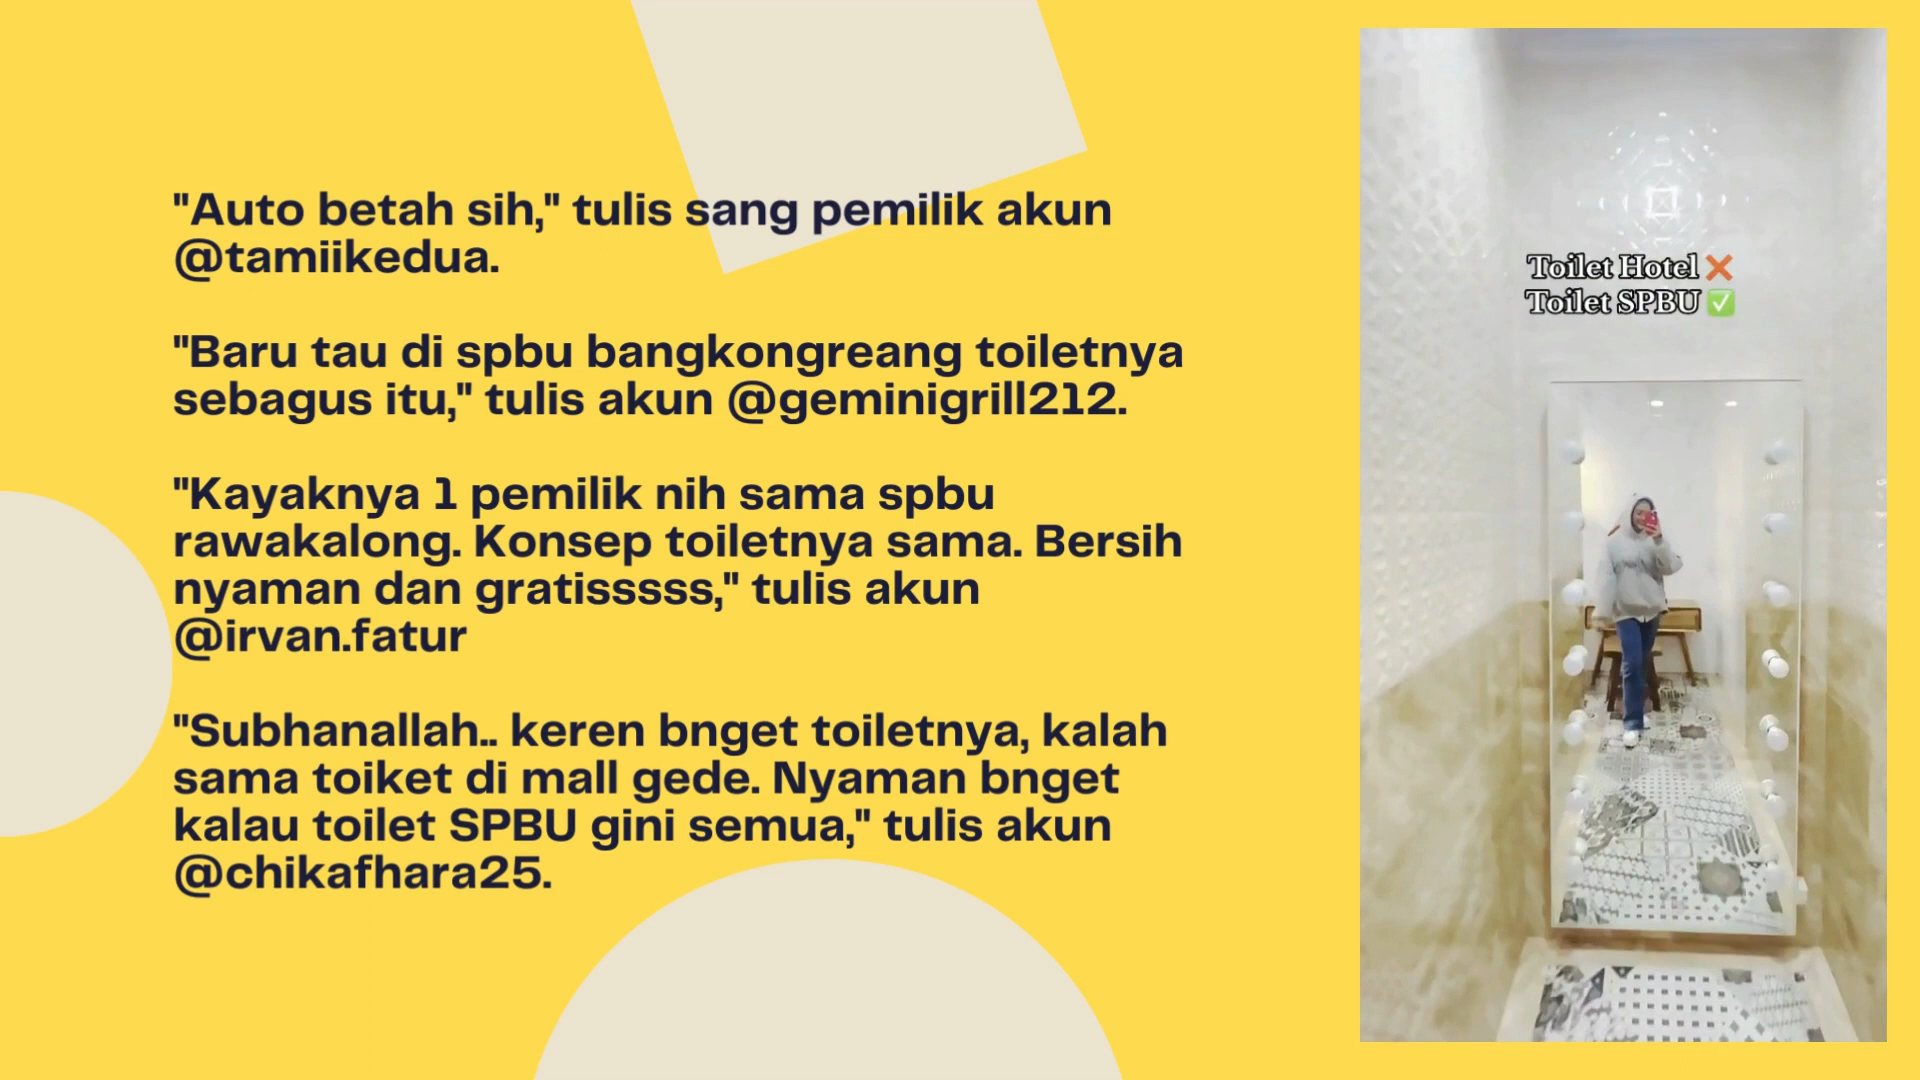 "Auto betah sih," tulis sang pemilik akun
@tamiikedua.
"Baru tau di spbu bangkongreang toiletnya
sebagus itu," tulis akun @geminigrill212.
"Kayaknya 1 pemilik nih sama spbu
rawakalong. Konsep toiletnya sama. Bersih
nyaman dan gratisssss," tulis akun
@irvan.fatur
"Subhanallah.. keren bnget toiletnya, kalah
sama toiket di mall gede. Nyaman bnget
kalau toilet SPBU gini semua," tulis akun
@chikafhara25.
Toilet Hotel ❌
Toilet SPBU ✅